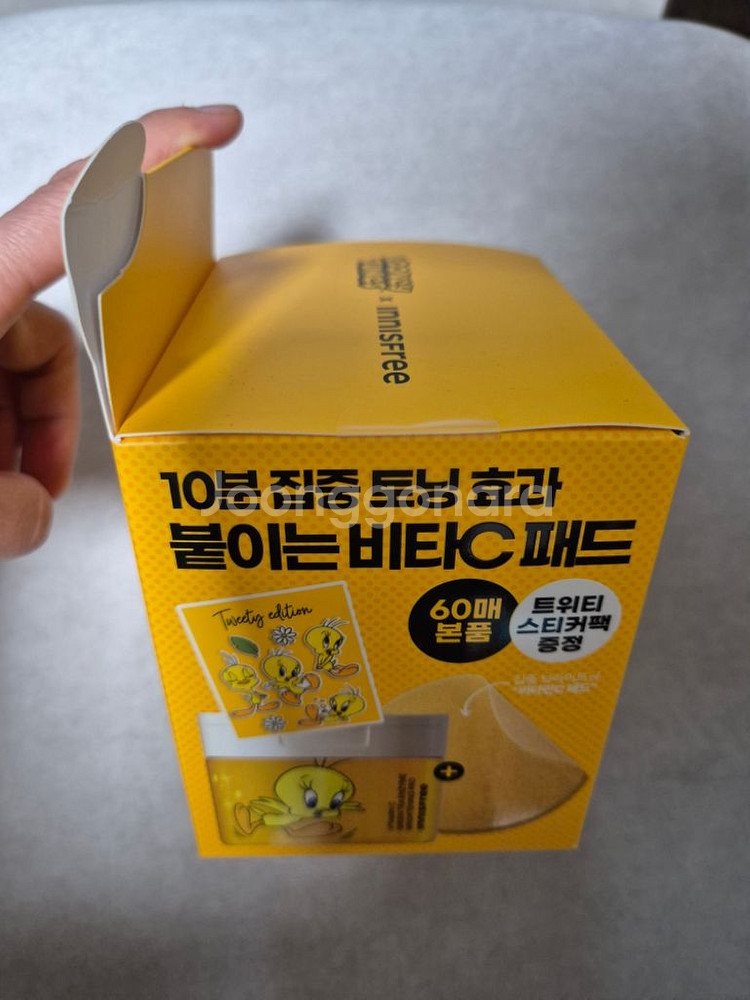 x INNISFREE
10분 집중 토닝 효과
Joonggonara
붙이는 비타C 패드
60매
본품
트위티
스티커팩
증정
Tweety edition
+